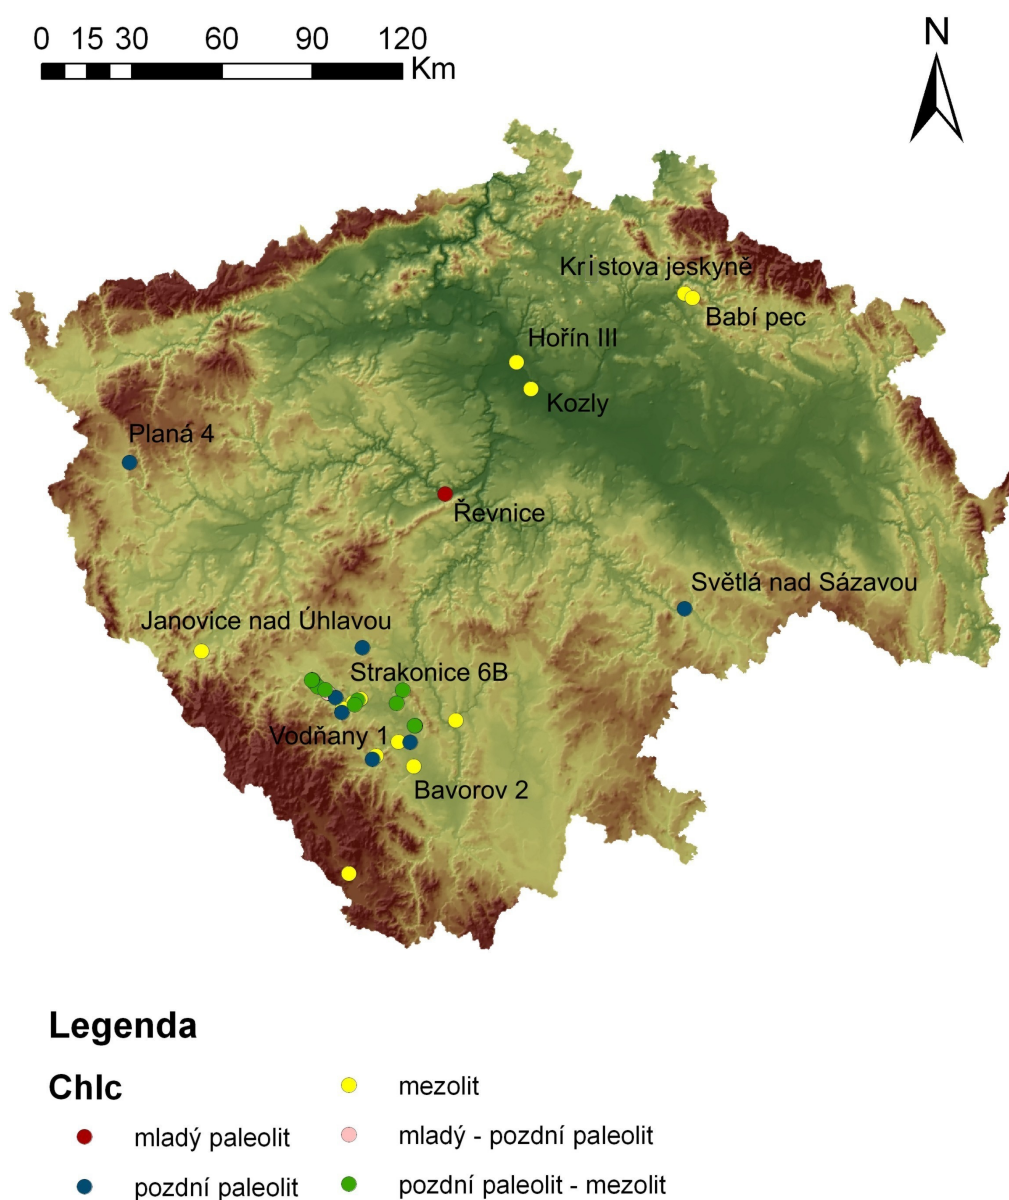 0 15 30 60 90 120
Km
N
Kristova jeskyně
Babí pec
Hořín III
Kozly
Planá 4
Řevnice
Světlá nad Sázavou
Janovice nad Úhlavou
Strakonice 6B
Vodňany 1
Bavorov 2
Legenda
Chlc
mladý paleolit
pozdní paleolit
mezolit
mladý - pozdní paleolit
pozdní paleolit - mezolit